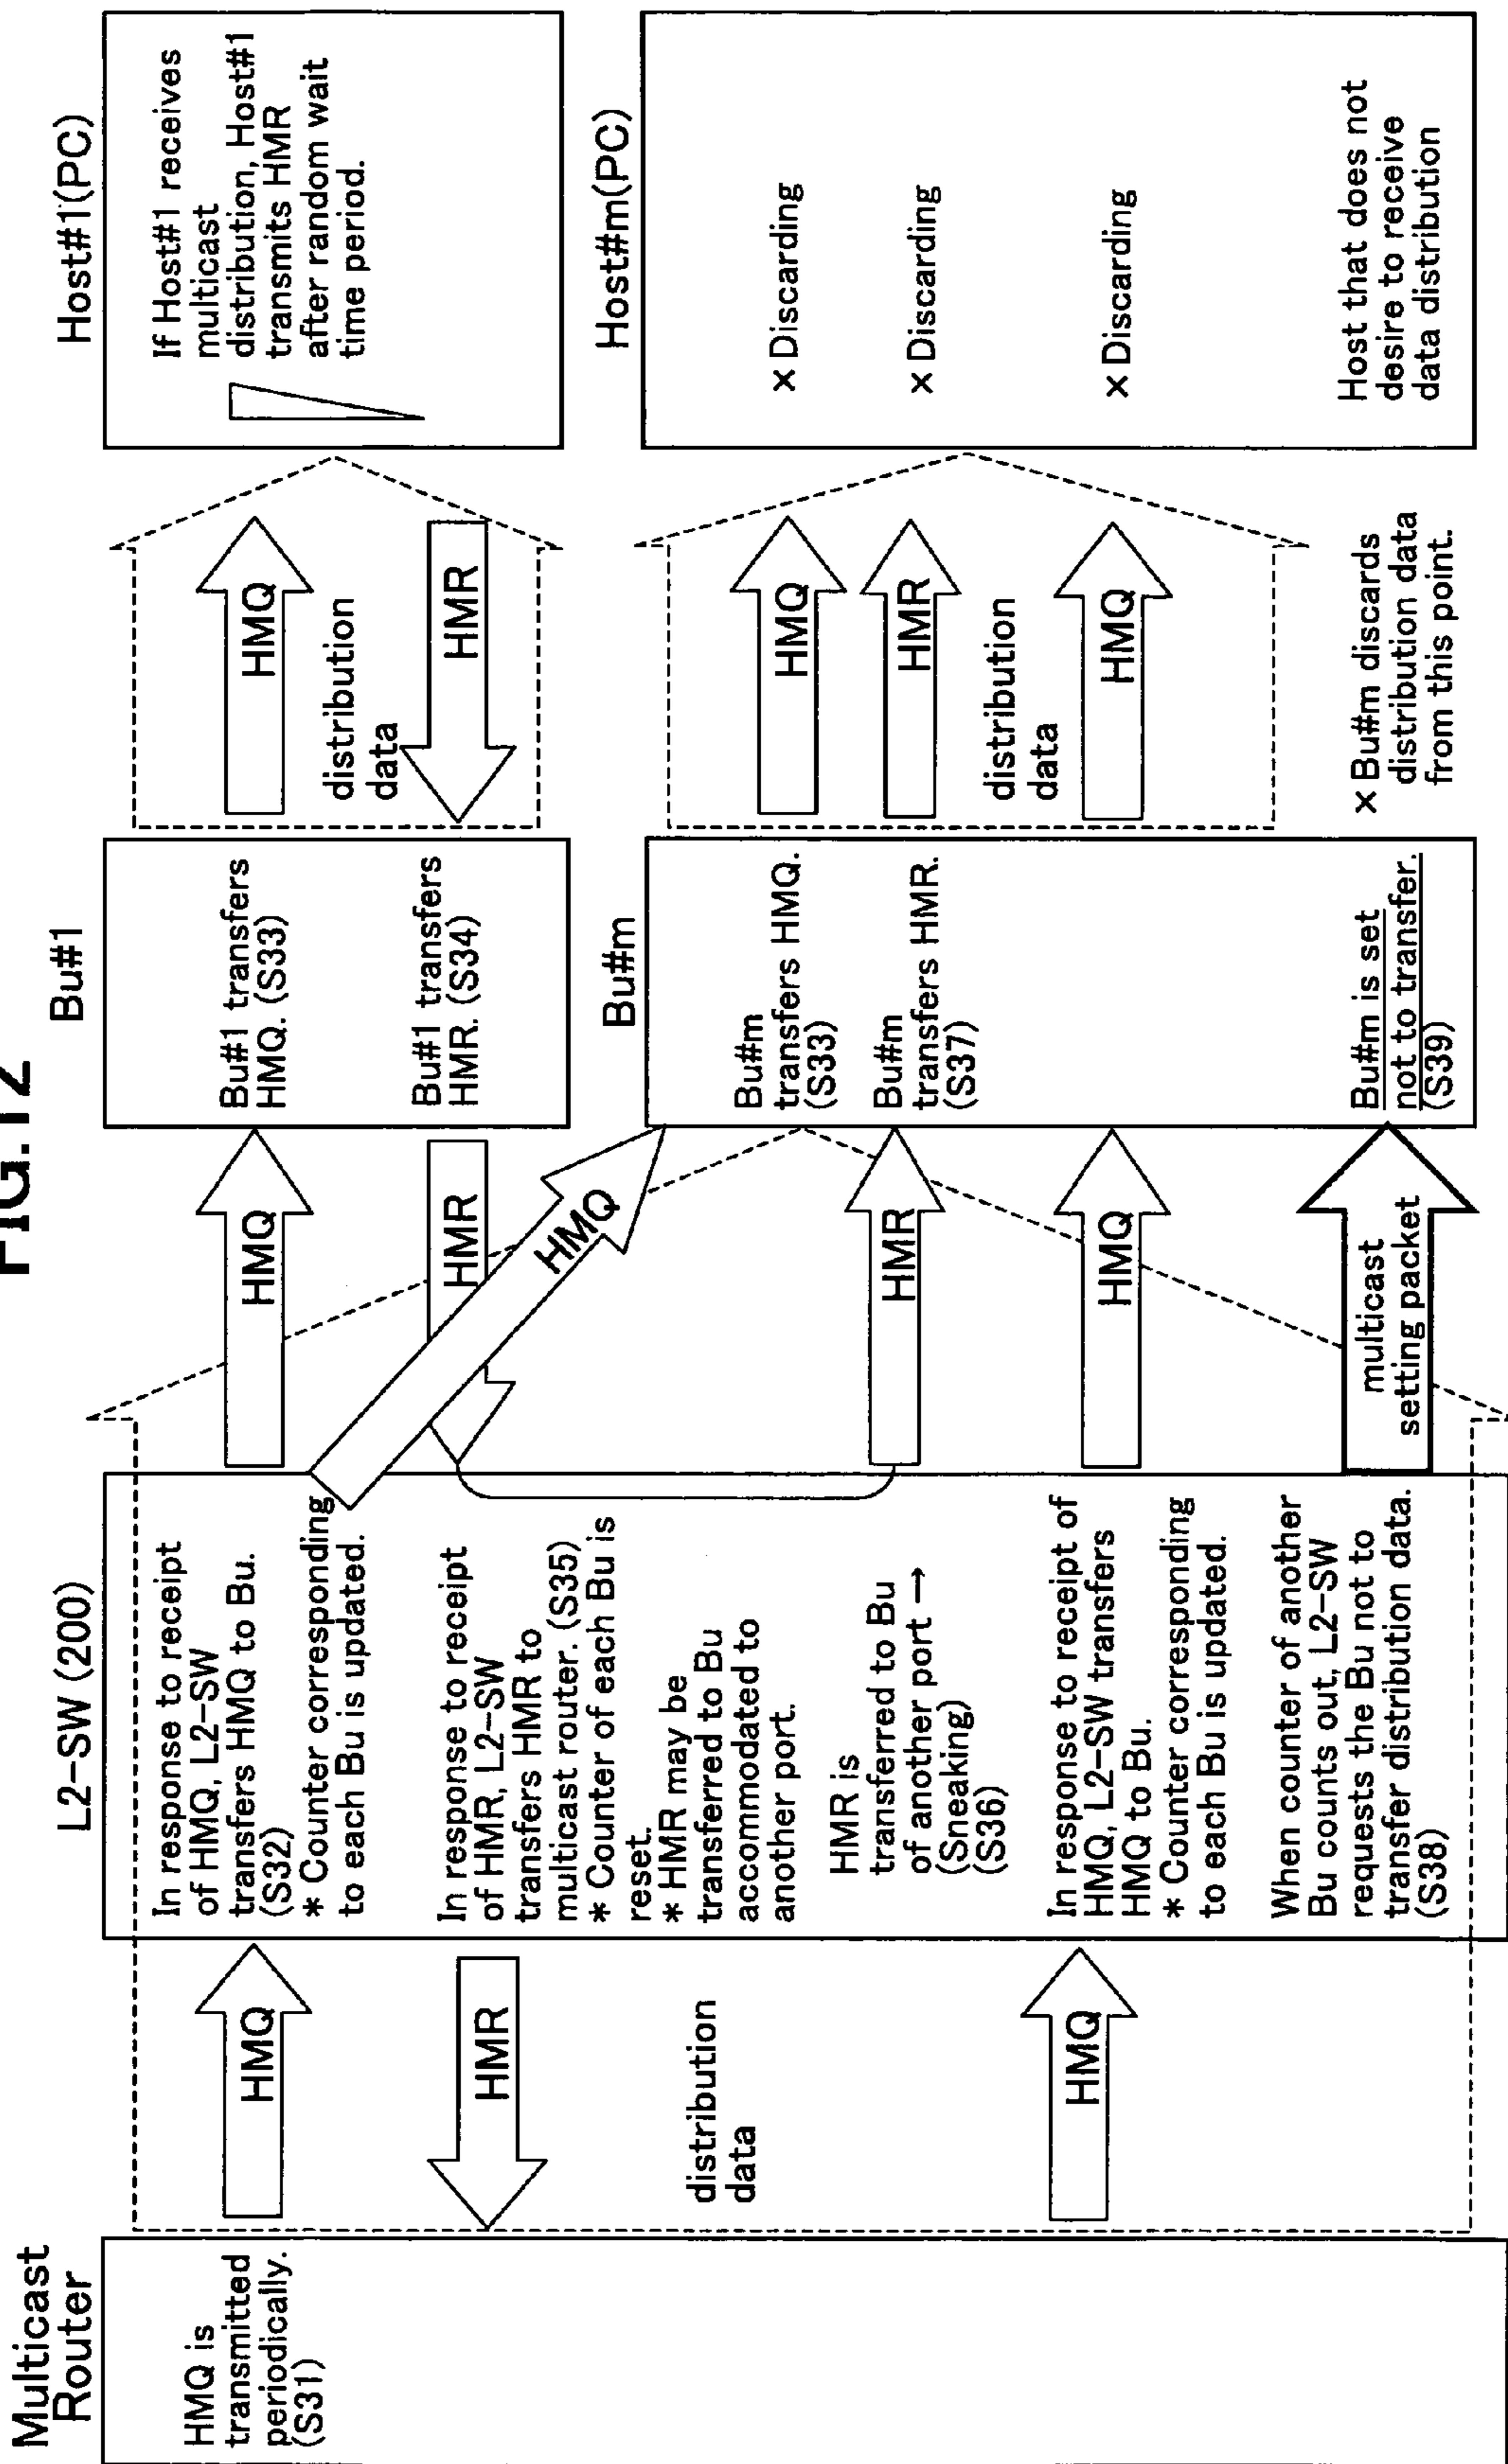 FIG.12
Multicast
Router
HMQ is
transmitted
periodically.
(S31)
HMQ
HMR
distribution
data
HMQ
L2-SW (200)
In response to receipt
of HMQ, L2-SW
transfers HMQ to Bu.
(S32)
* Counter corresponding
to each Bu is updated.
In response to receipt
of HMR, L2-SW
transfers HMR to
multicast router. (S35)
* Counter of each Bu is
reset.
* HMR may be
transferred to Bu
accommodated to
another port.
HMR is
transferred to Bu
of another port →
(Sneaking)
(S36)
In response to receipt of
HMQ, L2-SW transfers
HMQ to Bu.
* Counter corresponding
to each Bu is updated.
When counter of another
Bu counts out, L2-SW
requests the Bu not to
transfer distribution data.
(S38)
HMQ
HMR
HMQ
HMR
HMQ
multicast
setting packet
Bu#1
Bu#1 transfers
HMQ. (S33)
Bu#1 transfers
HMR. (S34)
Bu#m
Bu#m
transfers HMQ.
(S33)
Bu#m
transfers HMR.
(S37)
Bu#m is set
not to transfer.
(S39)
HMQ
distribution
data
HMR
HMQ
HMR
distribution
data
HMQ
× Bu#m discards
distribution data
from this point.
Host#1(PC)
If Host#1 receives
multicast
distribution, Host#1
transmits HMR
after random wait
time period.
Host#m(PC)
× Discarding
× Discarding
× Discarding
Host that does not
desire to receive
data distribution